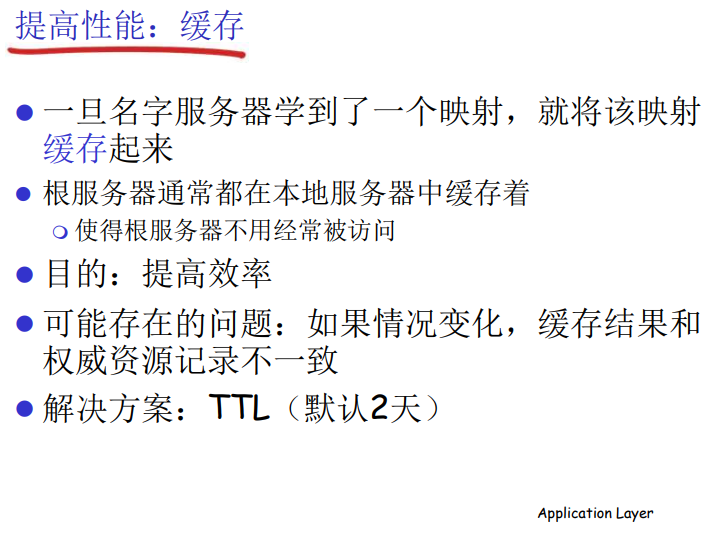 提高性能：缓存
一旦名字服务器学到了一个映射，就将该映射
缓存起来
根服务器通常都在本地服务器中缓存着
使得根服务器不用经常被访问
目的：提高效率
可能存在的问题：如果情况变化，缓存结果和
权威资源记录不一致
解决方案：TTL（默认2天）
Application Layer